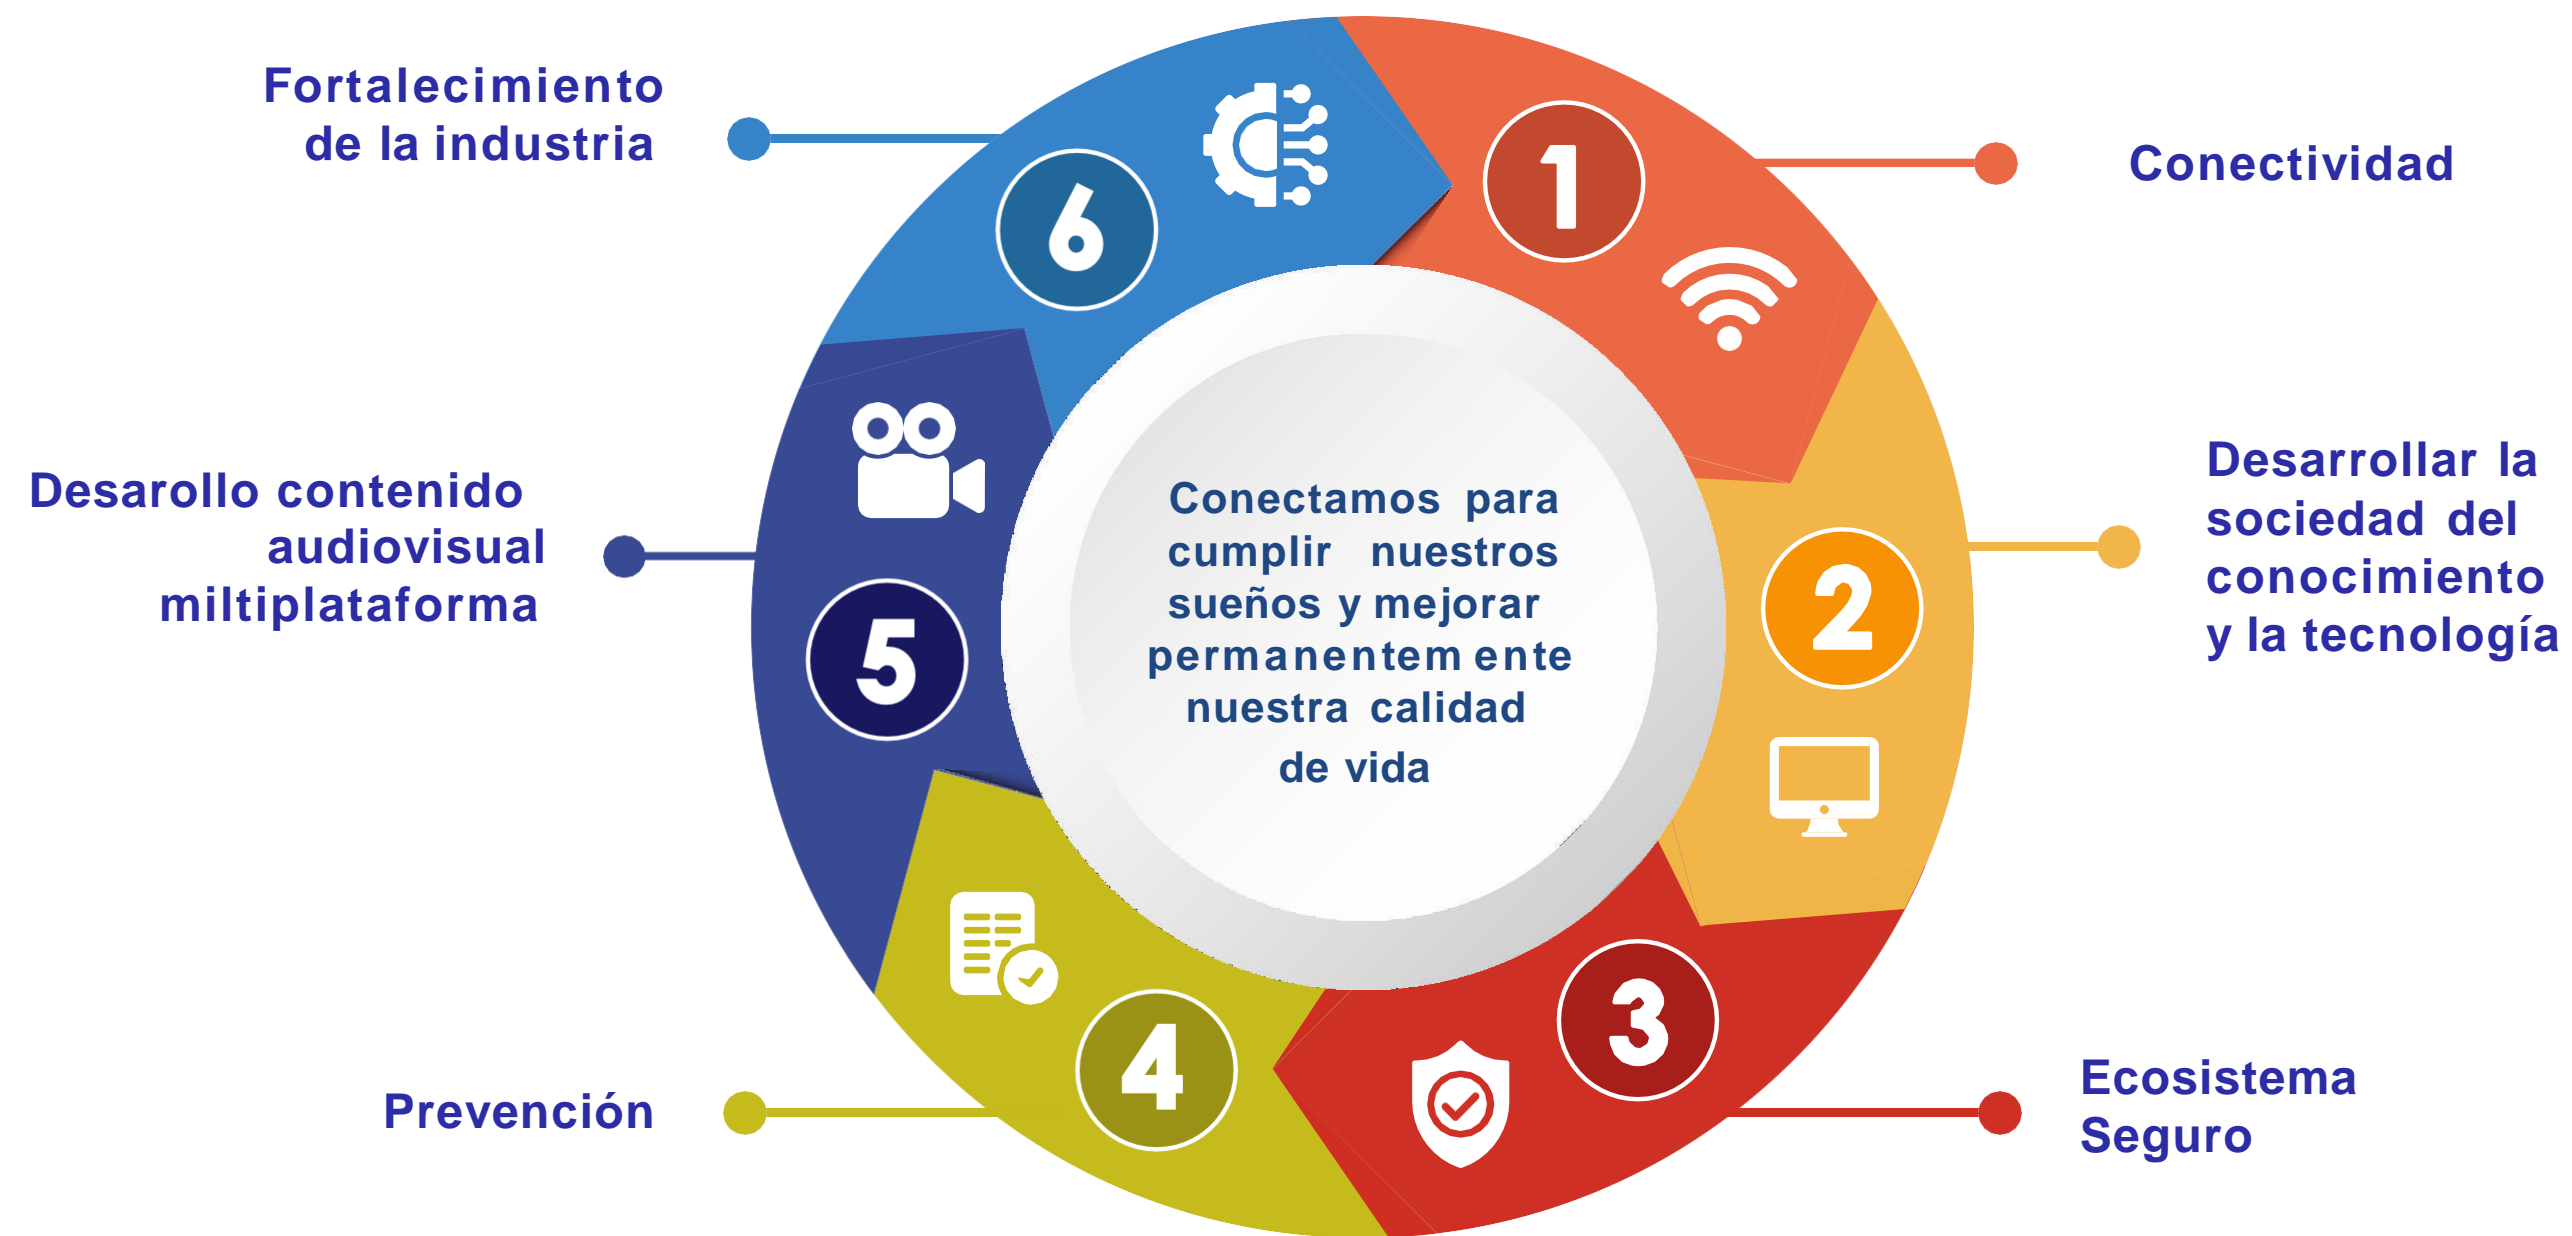 Fortalecimiento
de la industria
6
1
Conectividad
Desarollo contenido
audiovisual
miltiplataforma
5
Conectamos para
cumplir nuestros
sueños y mejorar
permanentem ente
nuestra calidad
de vida
2
Desarrollar la
sociedad del
conocimiento
y la tecnología
Prevención
4
3
Ecosistema
Seguro